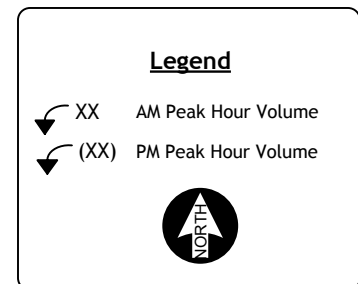 Legend
XX AM Peak Hour Volume
(XX) PM Peak Hour Volume
NORTH